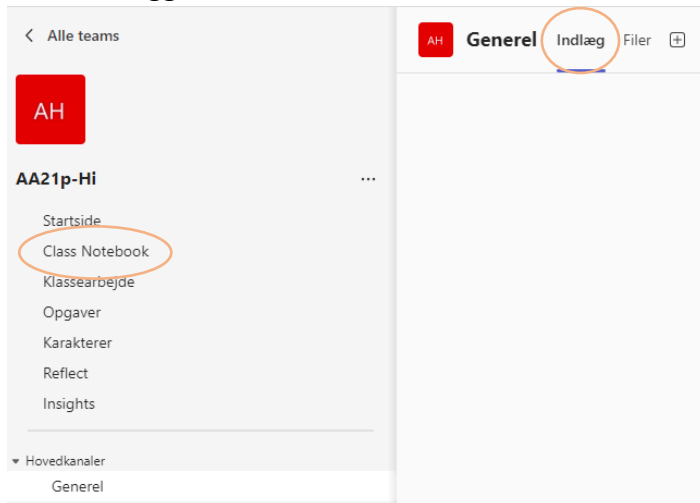 Alle teams
AH
AA21p-Hi
...
Startside
Class Notebook
Klassearbejde
Opgaver
Karakterer
Reflect
Insights
Hovedkanaler
Generel
AH Generel Indlæg Filer